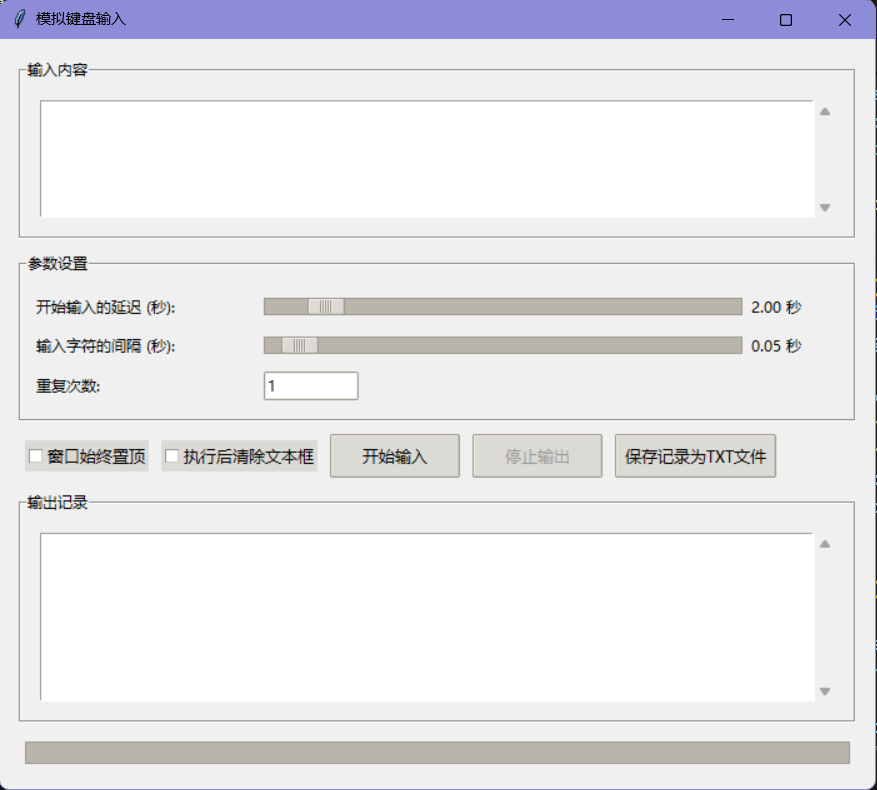 模拟键盘输入
输入内容
参数设置
开始输入的延迟 (秒): 2.00 秒
输入字符的间隔 (秒): 0.05 秒
重复次数: 1
窗口始终置顶 执行后清除文本框 开始输入 停止输出 保存记录为TXT文件
输出记录